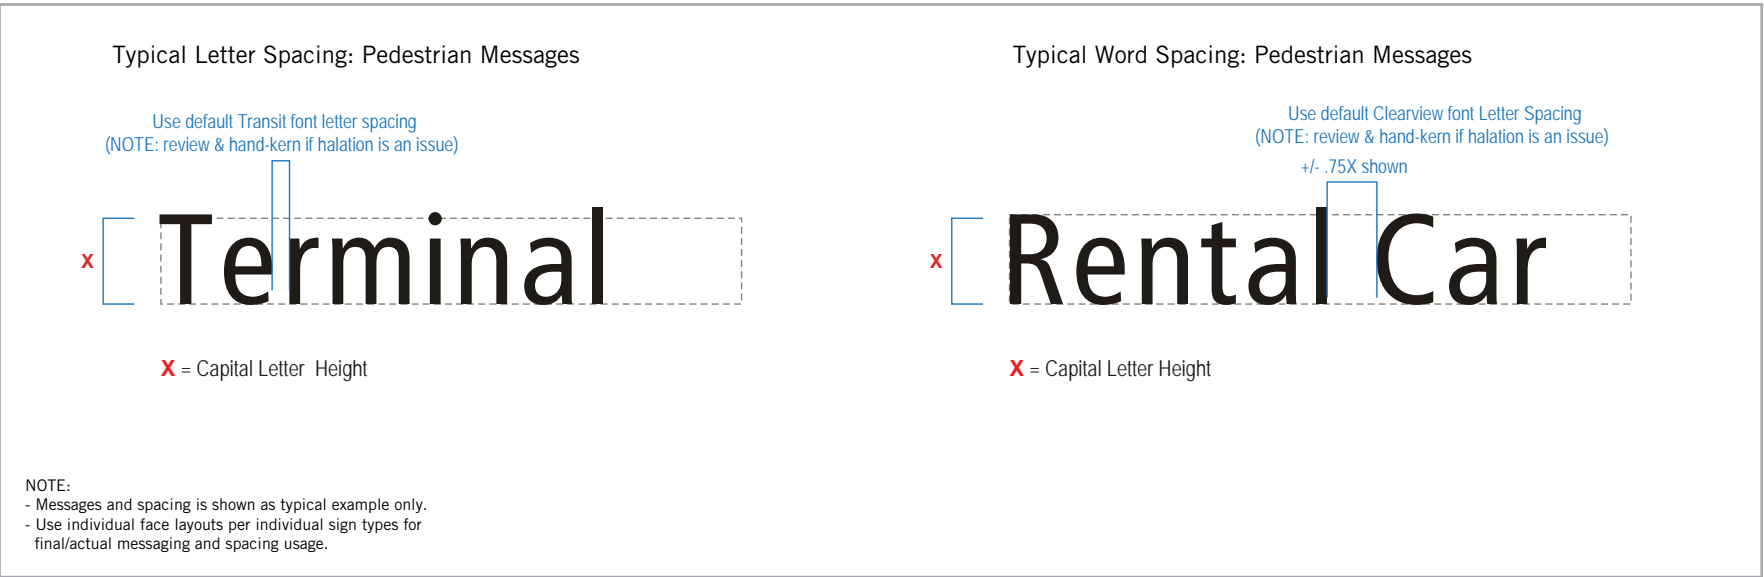 Typical Letter Spacing: Pedestrian Messages
Use default Transit font letter spacing
(NOTE: review & hand-kern if halation is an issue)
X
Terminal
X = Capital Letter Height
Typical Word Spacing: Pedestrian Messages
Use default Clearview font Letter Spacing
(NOTE: review & hand-kern if halation is an issue)
+/- .75X shown
X
Rental Car
X = Capital Letter Height
NOTE:
- Messages and spacing is shown as typical example only.
- Use individual face layouts per individual sign types for
final/actual messaging and spacing usage.